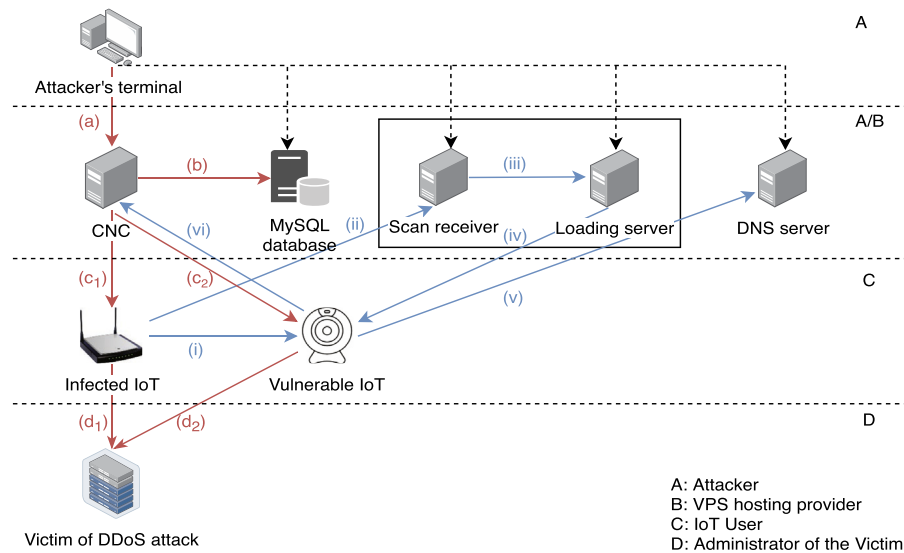 A
Attacker's terminal
(a)
A/B
(b)
(iii)
CNC
(vi)
MySQL
database
(ii)
Scan receiver
(iv)
Loading server
DNS server
(c1)
(c2)
(v)
C
(i)
Infected IoT
Vulnerable IoT
(d1)
(d2)
D
Victim of DDoS attack
A: Attacker
B: VPS hosting provider
C: IoT User
D: Administrator of the Victim